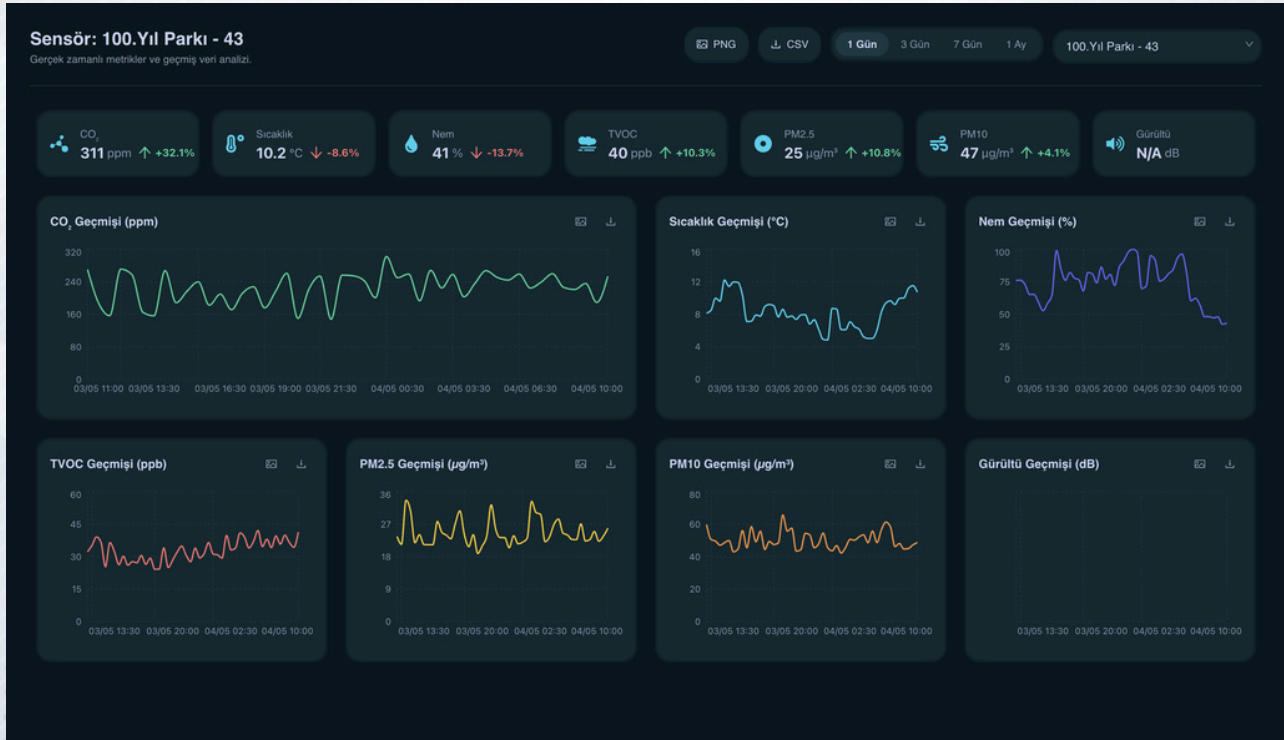 Sensör: 100.Yıl Parkı - 43
Gerçek zamanlı metrikler ve geçmiş veri analizi.
PNG
CSV
1 Gün
3 Gün
7 Gün
1 Ay
100.Yıl Parkı - 43
CO₂
311 ppm ↑ +32.1%
Sıcaklık
10.2 °C ↓ -8.6%
Nem
41 % ↓ -13.7%
TVOC
40 ppb ↑ +10.3%
PM2.5
25 µg/m³ ↑ +10.8%
PM10
47 µg/m³ ↑ +4.1%
Gürültü
N/A dB
CO₂ Geçmişi (ppm)
320
240
160
80
0
03/05 11:00 03/05 13:30 03/05 16:30 03/05 19:00 03/05 21:30 04/05 00:30 04/05 03:30 04/05 06:30 04/05 10:00
Sıcaklık Geçmişi (°C)
16
12
8
4
0
03/05 13:30 03/05 20:00 04/05 02:30 04/05 10:00
Nem Geçmişi (%)
100
75
50
25
0
03/05 13:30 03/05 20:00 04/05 02:30 04/05 10:00
TVOC Geçmişi (ppb)
60
45
30
15
0
03/05 13:30 03/05 20:00 04/05 02:30 04/05 10:00
PM2.5 Geçmişi (µg/m³)
36
27
18
9
0
03/05 13:30 03/05 20:00 04/05 02:30 04/05 10:00
PM10 Geçmişi (µg/m³)
80
60
40
20
0
03/05 13:30 03/05 20:00 04/05 02:30 04/05 10:00
Gürültü Geçmişi (dB)
03/05 13:30 03/05 20:00 04/05 02:30 04/05 10:00